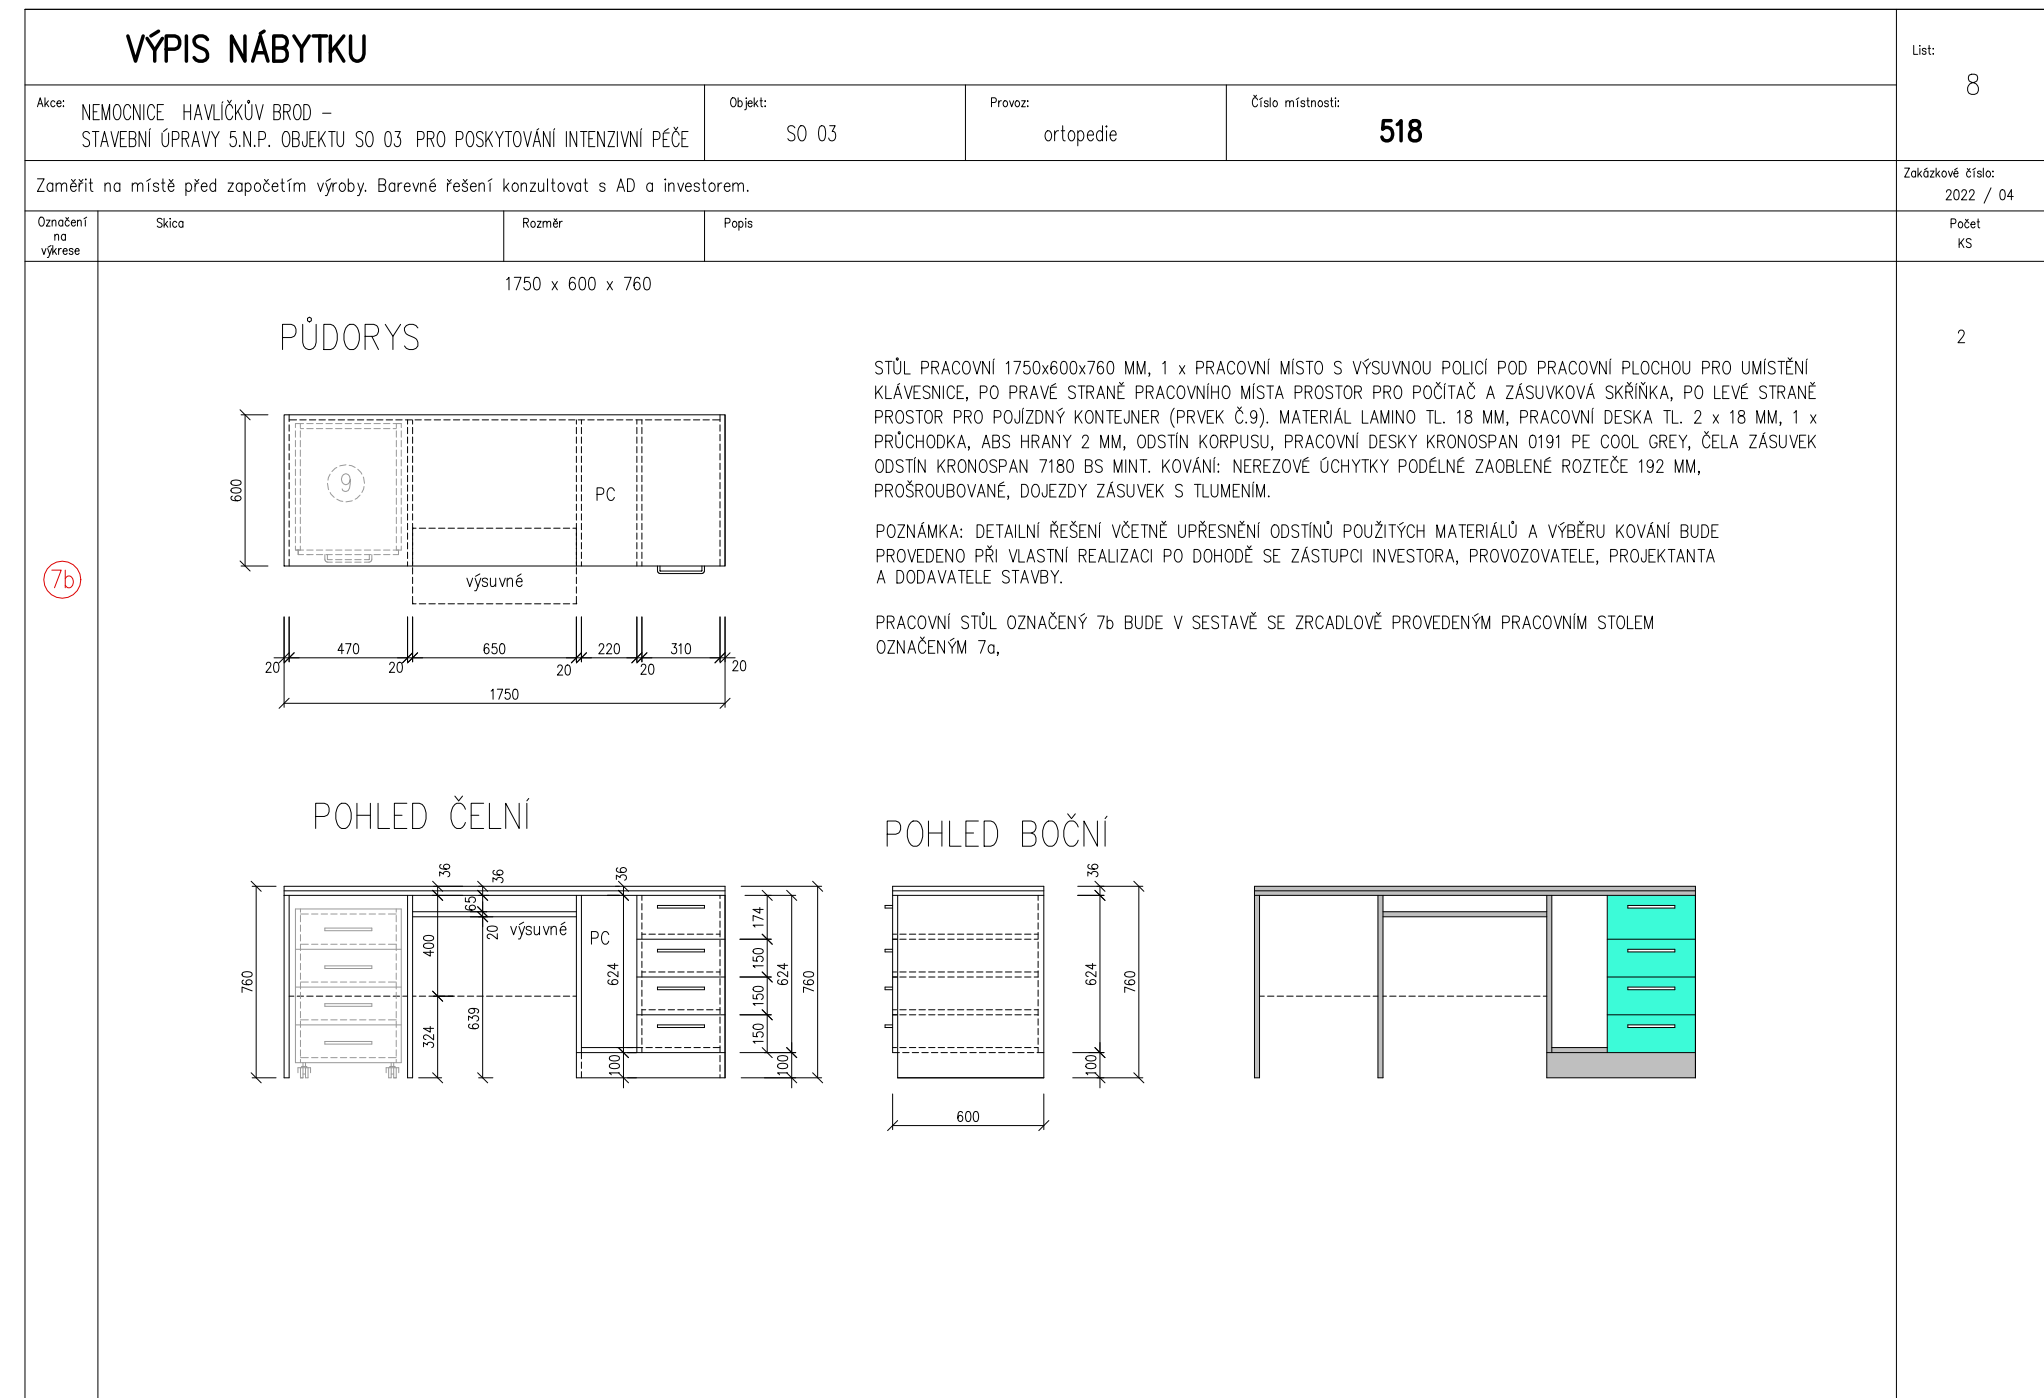 VÝPIS NÁBYTKU
List:
8
Akce:
NEMOCNICE HAVLÍČKŮV BROD –
STAVEBNÍ ÚPRAVY 5.N.P. OBJEKTU SO 03 PRO POSKYTOVÁNÍ INTENZIVNÍ PÉČE
Objekt:
SO 03
Provoz:
ortopedie
Číslo místnosti:
518
Zaměřit na místě před započetím výroby. Barevné řešení konzultovat s AD a investorem.
Zakázkové číslo:
2022 / 04
Označení
na
výkrese
Skica
Rozměr
Popis
Počet
KS
1750 x 600 x 760
2
PŮDORYS
STŮL PRACOVNÍ 1750x600x760 MM, 1 x PRACOVNÍ MÍSTO S VÝSUVNOU POLICÍ POD PRACOVNÍ PLOCHOU PRO UMÍSTĚNÍ
KLÁVESNICE, PO PRAVÉ STRANĚ PRACOVNÍHO MÍSTA PROSTOR PRO POČÍTAČ A ZÁSUVKOVÁ SKŘÍŇKA, PO LEVÉ STRANĚ
PROSTOR PRO POJÍZDNÝ KONTEJNER (PRVEK Č.9). MATERIÁL LAMINO TL. 18 MM, PRACOVNÍ DESKA TL. 2 x 18 MM, 1 x
PRŮCHODKA, ABS HRANY 2 MM, ODSTÍN KORPUSU, PRACOVNÍ DESKY KRONOSPAN 0191 PE COOL GREY, ČELA ZÁSUVEK
ODSTÍN KRONOSPAN 7180 BS MINT. KOVÁNÍ: NEREZOVÉ ÚCHYTKY PODÉLNÉ ZAOBLENÉ ROZTEČE 192 MM,
PROŠROUBOVANÉ, DOJEZDY ZÁSUVEK S TLUMENÍM.
POZNÁMKA: DETAILNÍ ŘEŠENÍ VČETNĚ UPŘESNĚNÍ ODSTÍNŮ POUŽITÝCH MATERIÁLŮ A VÝBĚRU KOVÁNÍ BUDE
PROVEDENO PŘI VLASTNÍ REALIZACI PO DOHODĚ SE ZÁSTUPCI INVESTORA, PROVOZOVATELE, PROJEKTANTA
A DODAVATELE STAVBY.
PRACOVNÍ STŮL OZNAČENÝ 7b BUDE V SESTAVĚ SE ZRCADLOVĚ PROVEDENÝM PRACOVNÍM STOLEM
OZNAČENÝM 7a,
600
9
PC
výsuvné
7b
470
650
220
310
20
20
20
20
20
1750
POHLED ČELNÍ
POHLED BOČNÍ
36
36
36
65
20
výsuvné
PC
400
324
639
624
100
760
174
150
150
150
624
100
760
36
624
100
760
600